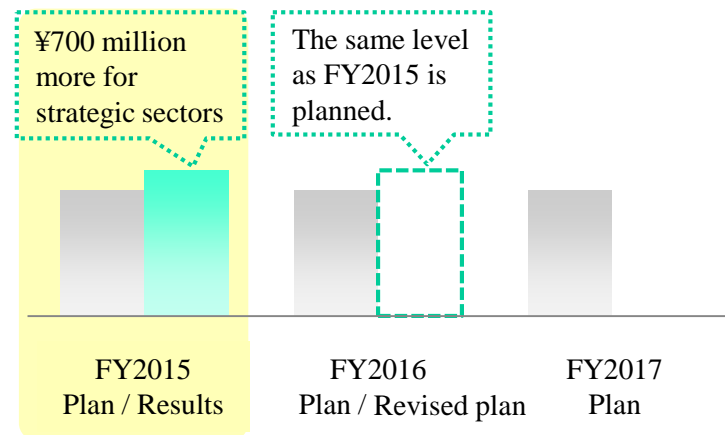 ¥700 million
more for
strategic sectors
The same level
as FY2015 is
planned.
FY2015
Plan / Results
FY2016
Plan / Revised plan
FY2017
Plan